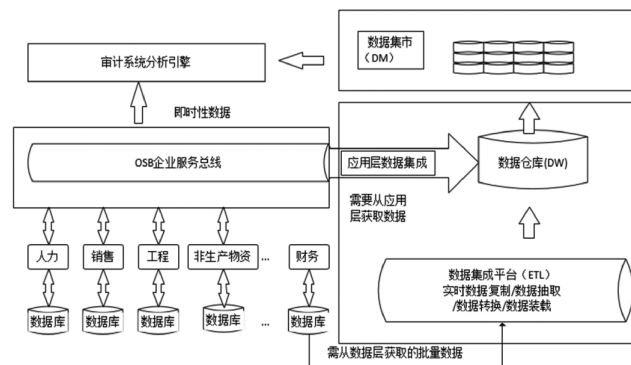 数据集市
（DM）
审计系统分析引擎
即时性数据
OSB企业服务总线
应用层数据集成
数据仓库(DW)
需要从应用
层获取数据
人力
销售
工程
非生产物资
...
财务
数据集成平台（ETL）
实时数据复制/数据抽取
/数据转换/数据装载
数据库
数据库
数据库
数据库
...
数据库
需从数据层获取的批量数据